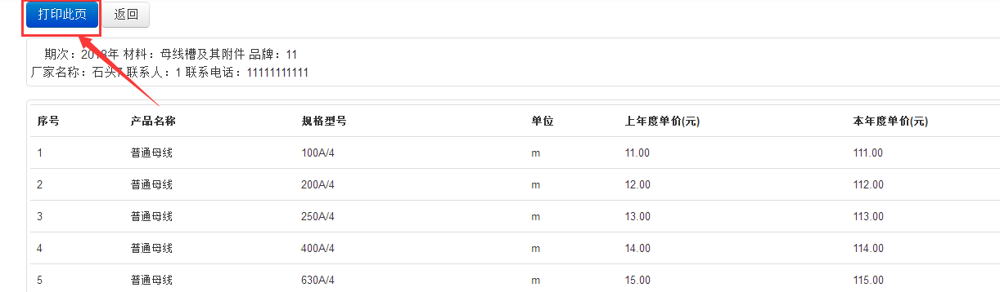 打印此页 返回
期次：2018年 材料：母线槽及其附件 品牌：11
厂家名称：石头7 联系人：1 联系电话：11111111111
序号 产品名称 规格型号 单位 上年度单价(元) 本年度单价(元)
1 普通母线 100A/4 m 11.00 111.00
2 普通母线 200A/4 m 12.00 112.00
3 普通母线 250A/4 m 13.00 113.00
4 普通母线 400A/4 m 14.00 114.00
5 普通母线 630A/4 m 15.00 115.00